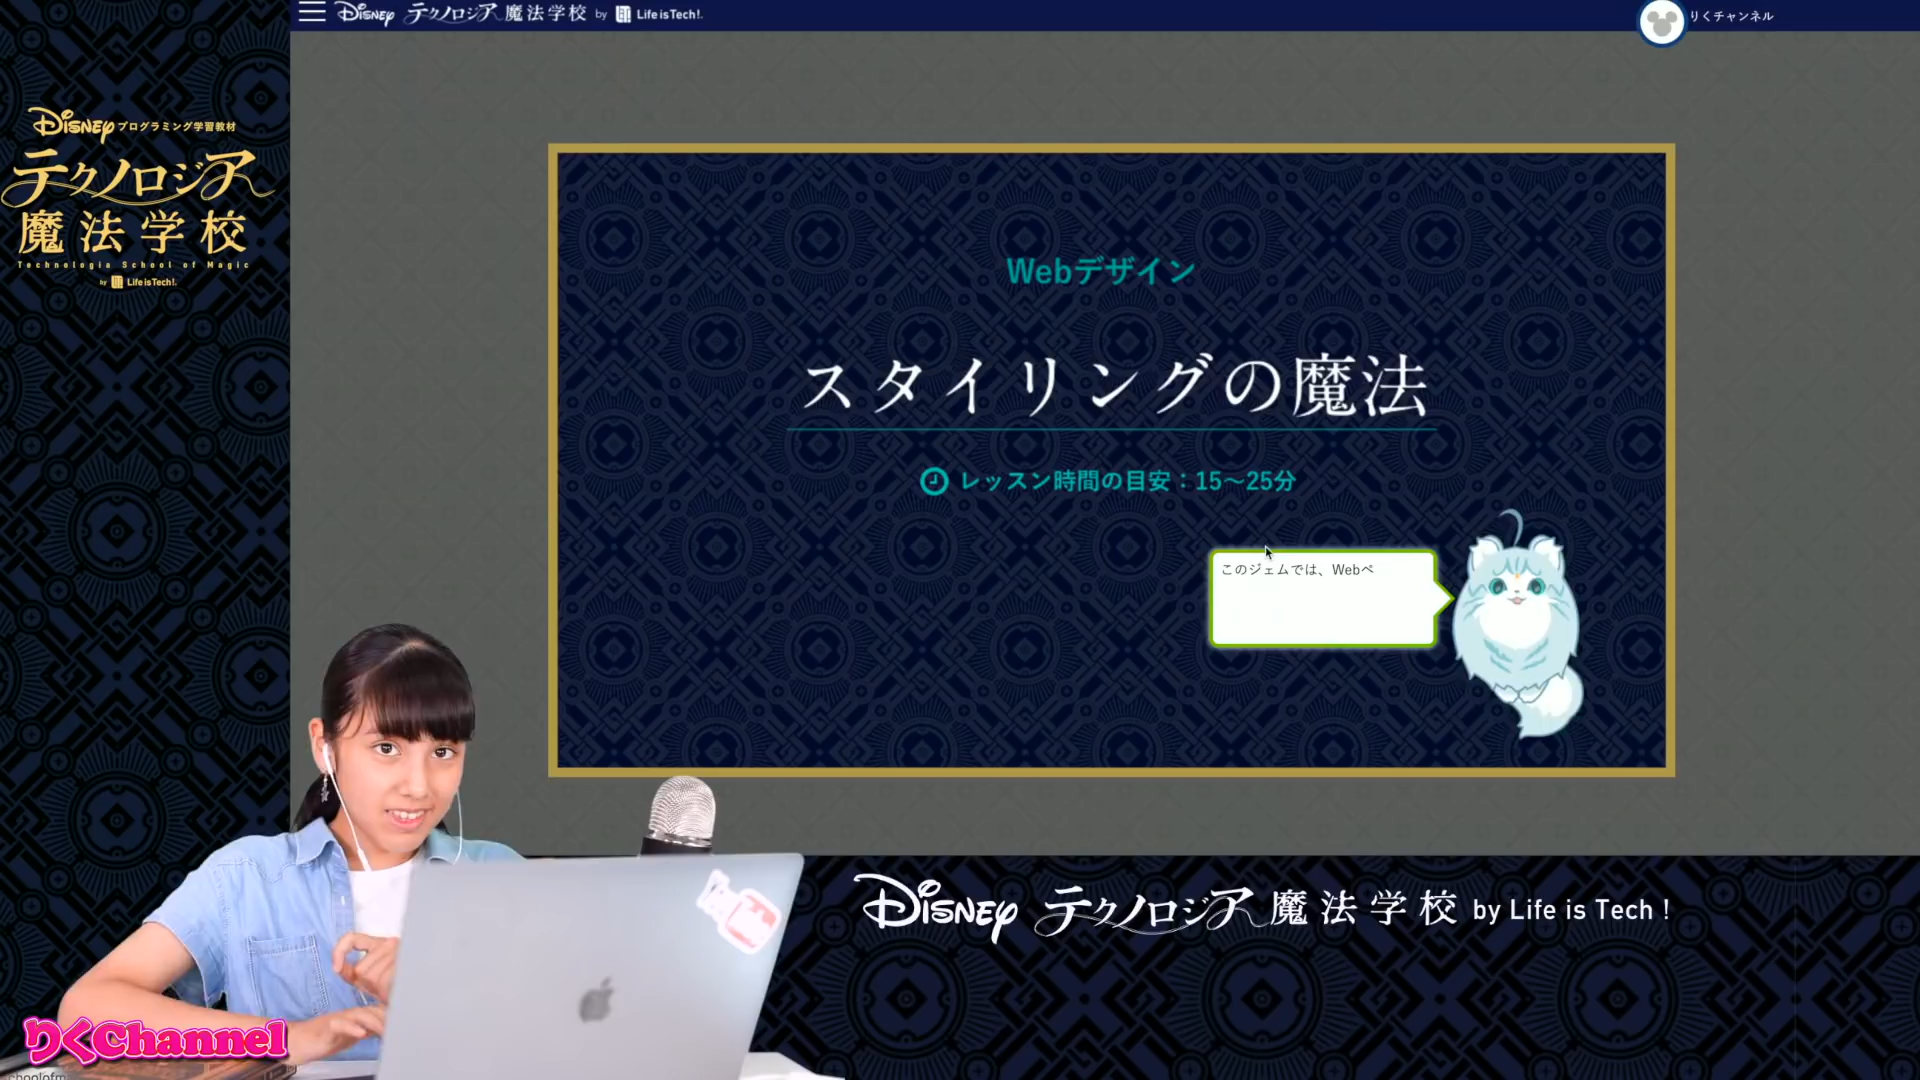 Disney テクノロジア魔法学校 by Life is Tech!.
りくチャンネル
Disney プログラミング学習教材
テクノロジア
魔法学校
Technologia School of Magic
by Life is Tech!.
Webデザイン
スタイリングの魔法
レッスン時間の目安：15〜25分
このジェムでは、Webペ
Disney テクノロジア魔法学校 by Life is Tech !
りくChannel